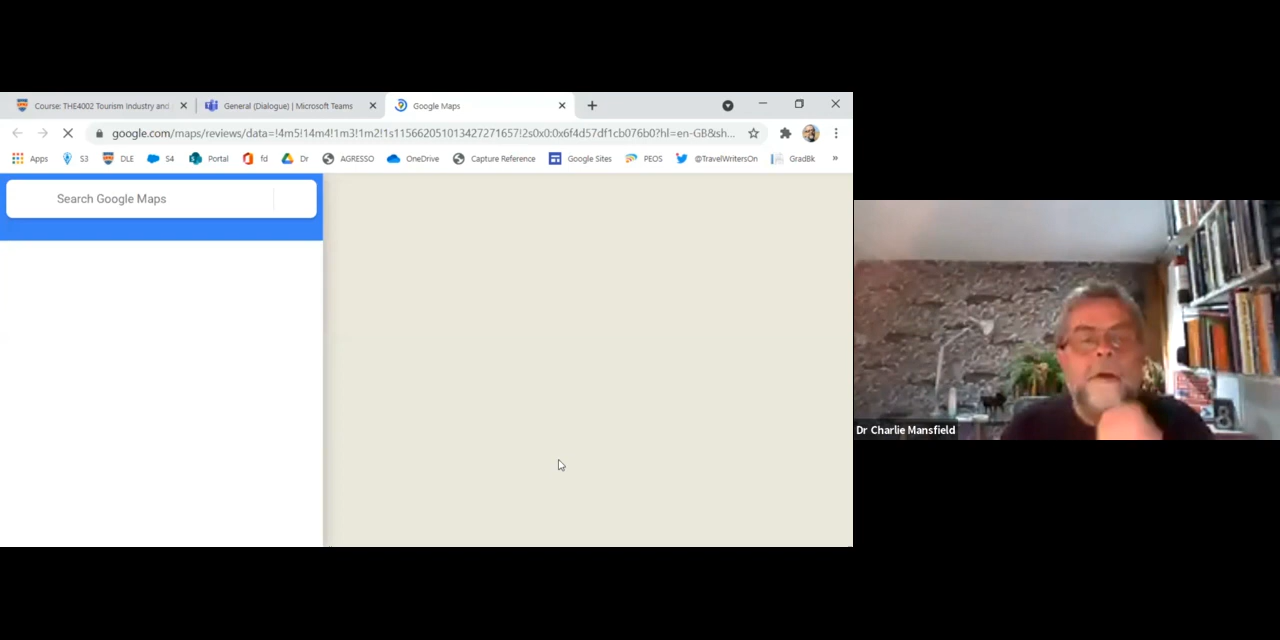 Course: THE4002 Tourism Industry and
General (Dialogue) | Microsoft Teams
Google Maps
google.com/maps/reviews/data=!4m5!14m4!1m3!1m2!1s115662051013427271657!2s0x0:0x6f4d57df1cb076b0?hl=en-GB&sh...
Apps S3 DLE S4 Portal fd Dr AGRESSO OneDrive Capture Reference Google Sites PEOS @TravelWritersOn GradBk »
Search Google Maps
Dr Charlie Mansfield